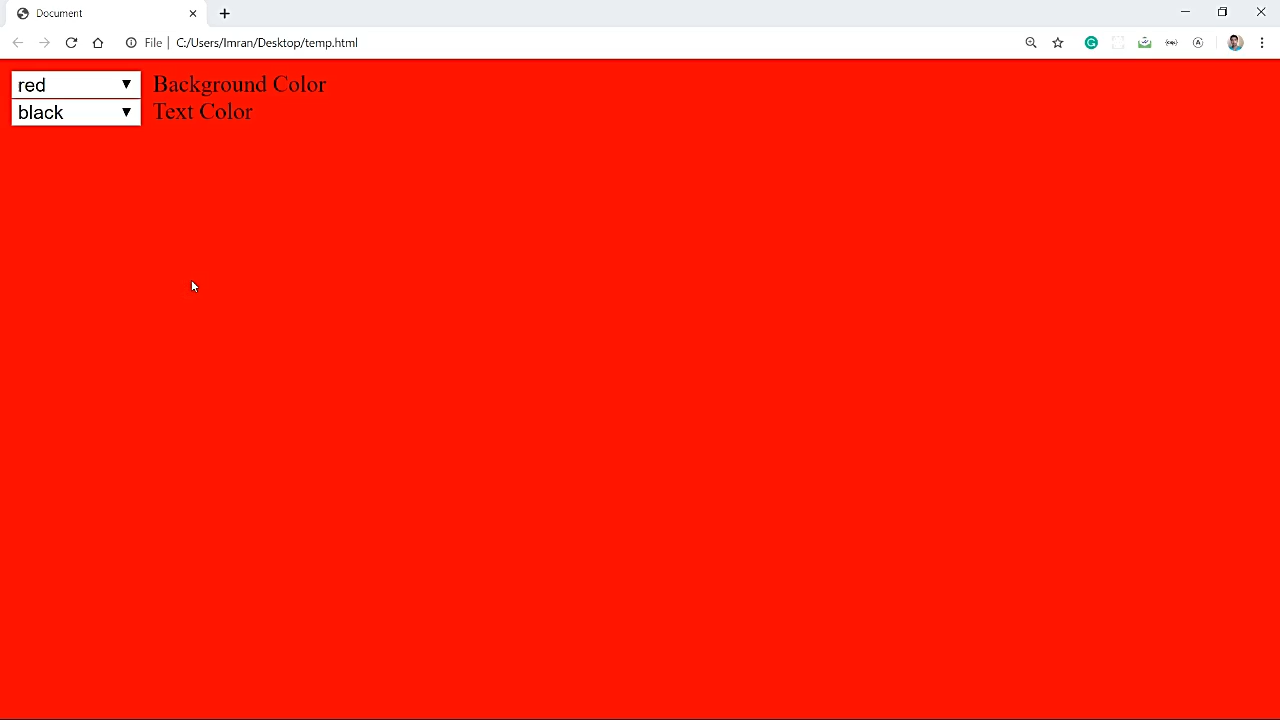 Document
File C:/Users/Imran/Desktop/temp.html
red Background Color
black Text Color